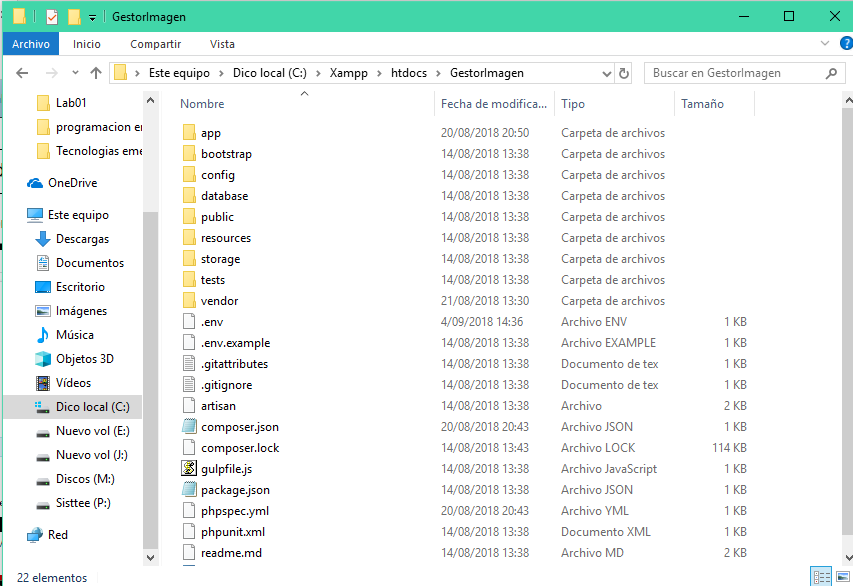 GestorImagen
Archivo Inicio Compartir Vista
Este equipo > Dico local (C:) > Xampp > htdocs > GestorImagen
Buscar en GestorImagen
Lab01
programacion er
Tecnologias eme
OneDrive
Este equipo
Descargas
Documentos
Escritorio
Imágenes
Música
Objetos 3D
Vídeos
Dico local (C:)
Nuevo vol (E:)
Nuevo vol (J:)
Discos (M:)
Sisttee (P:)
Red
Nombre Fecha de modifica... Tipo Tamaño
app 20/08/2018 20:50 Carpeta de archivos
bootstrap 14/08/2018 13:38 Carpeta de archivos
config 14/08/2018 13:38 Carpeta de archivos
database 14/08/2018 13:38 Carpeta de archivos
public 14/08/2018 13:38 Carpeta de archivos
resources 14/08/2018 13:38 Carpeta de archivos
storage 14/08/2018 13:38 Carpeta de archivos
tests 14/08/2018 13:38 Carpeta de archivos
vendor 21/08/2018 13:30 Carpeta de archivos
.env 4/09/2018 14:36 Archivo ENV 1 KB
.env.example 14/08/2018 13:38 Archivo EXAMPLE 1 KB
.gitattributes 14/08/2018 13:38 Documento de tex 1 KB
.gitignore 14/08/2018 13:38 Documento de tex 1 KB
artisan 14/08/2018 13:38 Archivo 2 KB
composer.json 20/08/2018 20:43 Archivo JSON 1 KB
composer.lock 14/08/2018 13:43 Archivo LOCK 114 KB
gulpfile.js 14/08/2018 13:38 Archivo JavaScript 1 KB
package.json 14/08/2018 13:38 Archivo JSON 1 KB
phpspec.yml 20/08/2018 20:43 Archivo YML 1 KB
phpunit.xml 14/08/2018 13:38 Documento XML 1 KB
readme.md 14/08/2018 13:38 Archivo MD 2 KB
22 elementos